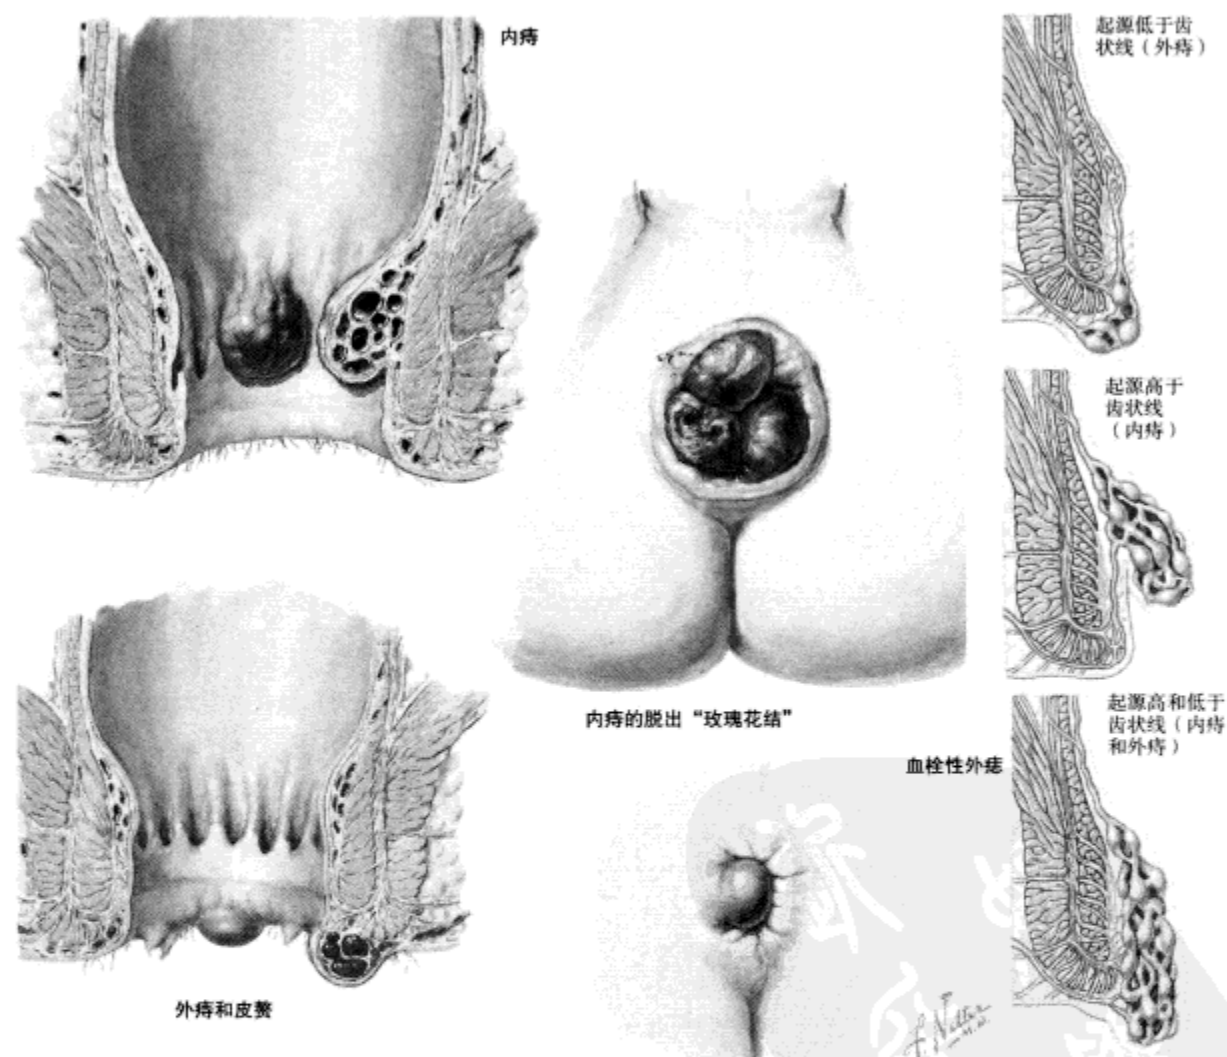 内痔
起源低于齿
状线（外痔）
起源高于
齿状线
（内痔）
内痔的脱出“玫瑰花结”
起源高和低于
齿状线（内痔
和外痔）
血栓性外痣
外痔和皮赘
F. Netter
M.D.